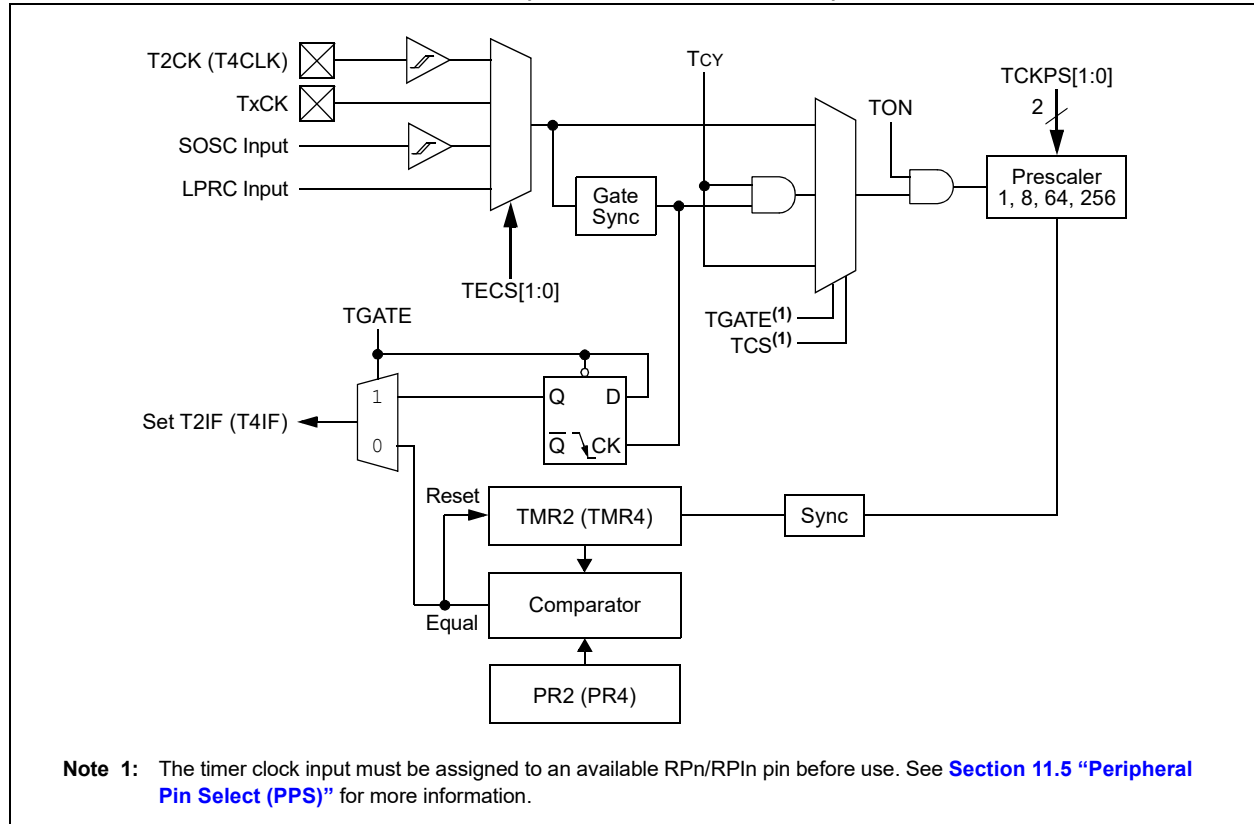 T2CK (T4CLK)
TxCK
SOSC Input
LPRC Input
TECS[1:0]
Gate
Sync
TCY
TGATE(1)
TCS(1)
TON
TCKPS[1:0]
2
Prescaler
1, 8, 64, 256
TGATE
1
0
Set T2IF (T4IF)
Q D
Q CK
Reset
TMR2 (TMR4)
Sync
Comparator
Equal
PR2 (PR4)
Note 1: The timer clock input must be assigned to an available RPn/RPIn pin before use. See Section 11.5 “Peripheral
Pin Select (PPS)” for more information.